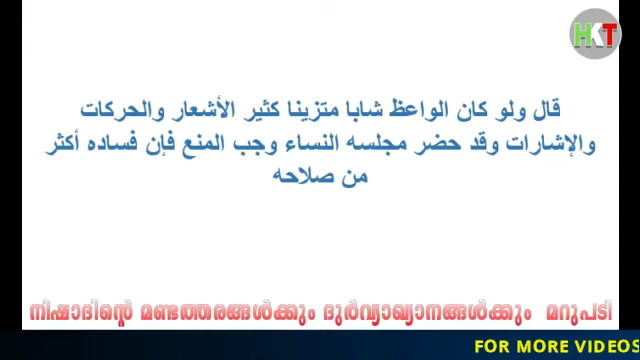 HKT
قال ولو كان الواعظ شابا متزينا كثير الأشعار والحركات
والإشارات وقد حضر مجلسه النساء وجب المنع فإن فساده أكثر
من صلاحه
നിഷാദിന്റെ മണ്ടത്തരങ്ങൾക്കും ദുർവ്യാഖ്യാനങ്ങൾക്കും മറുപടി
FOR MORE VIDEOS